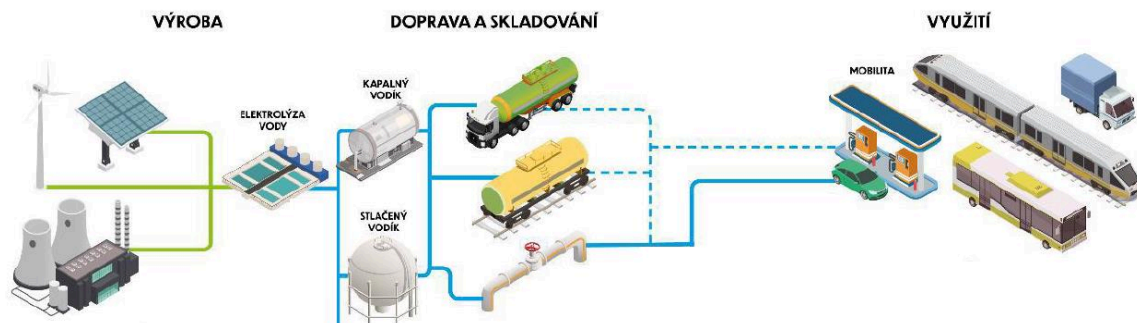 VÝROBA
DOPRAVA A SKLADOVÁNÍ
VYUŽITÍ
ELEKTROLÝZA
VODY
KAPALNÝ
VODÍK
STLAČENÝ
VODÍK
MOBILITA